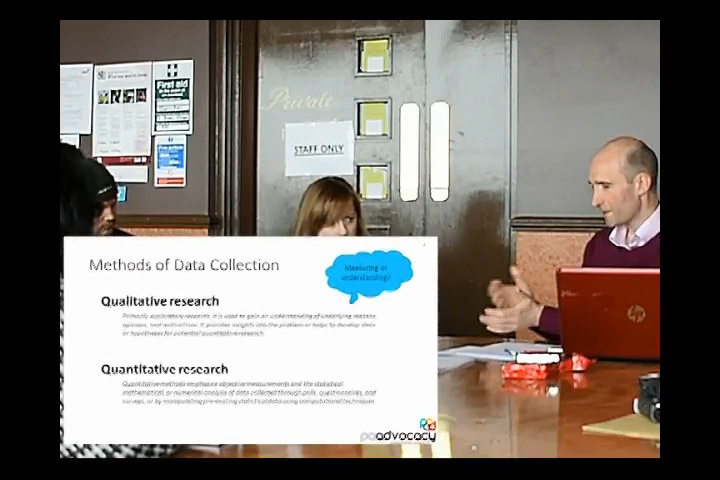 First aid
Private
STAFF ONLY
Methods of Data Collection
Measuring or
understanding?
Qualitative research
Primarily exploratory research. It is used to gain an understanding of underlying reasons,
opinions, and motivations. It provides insights into the problem or helps to develop ideas
or hypotheses for potential quantitative research.
Quantitative research
Quantitative methods emphasise objective measurements and the statistical,
mathematical, or numerical analysis of data collected through polls, questionnaires, and
surveys, or by manipulating pre-existing statistical data using computational techniques.
advocacy
hp